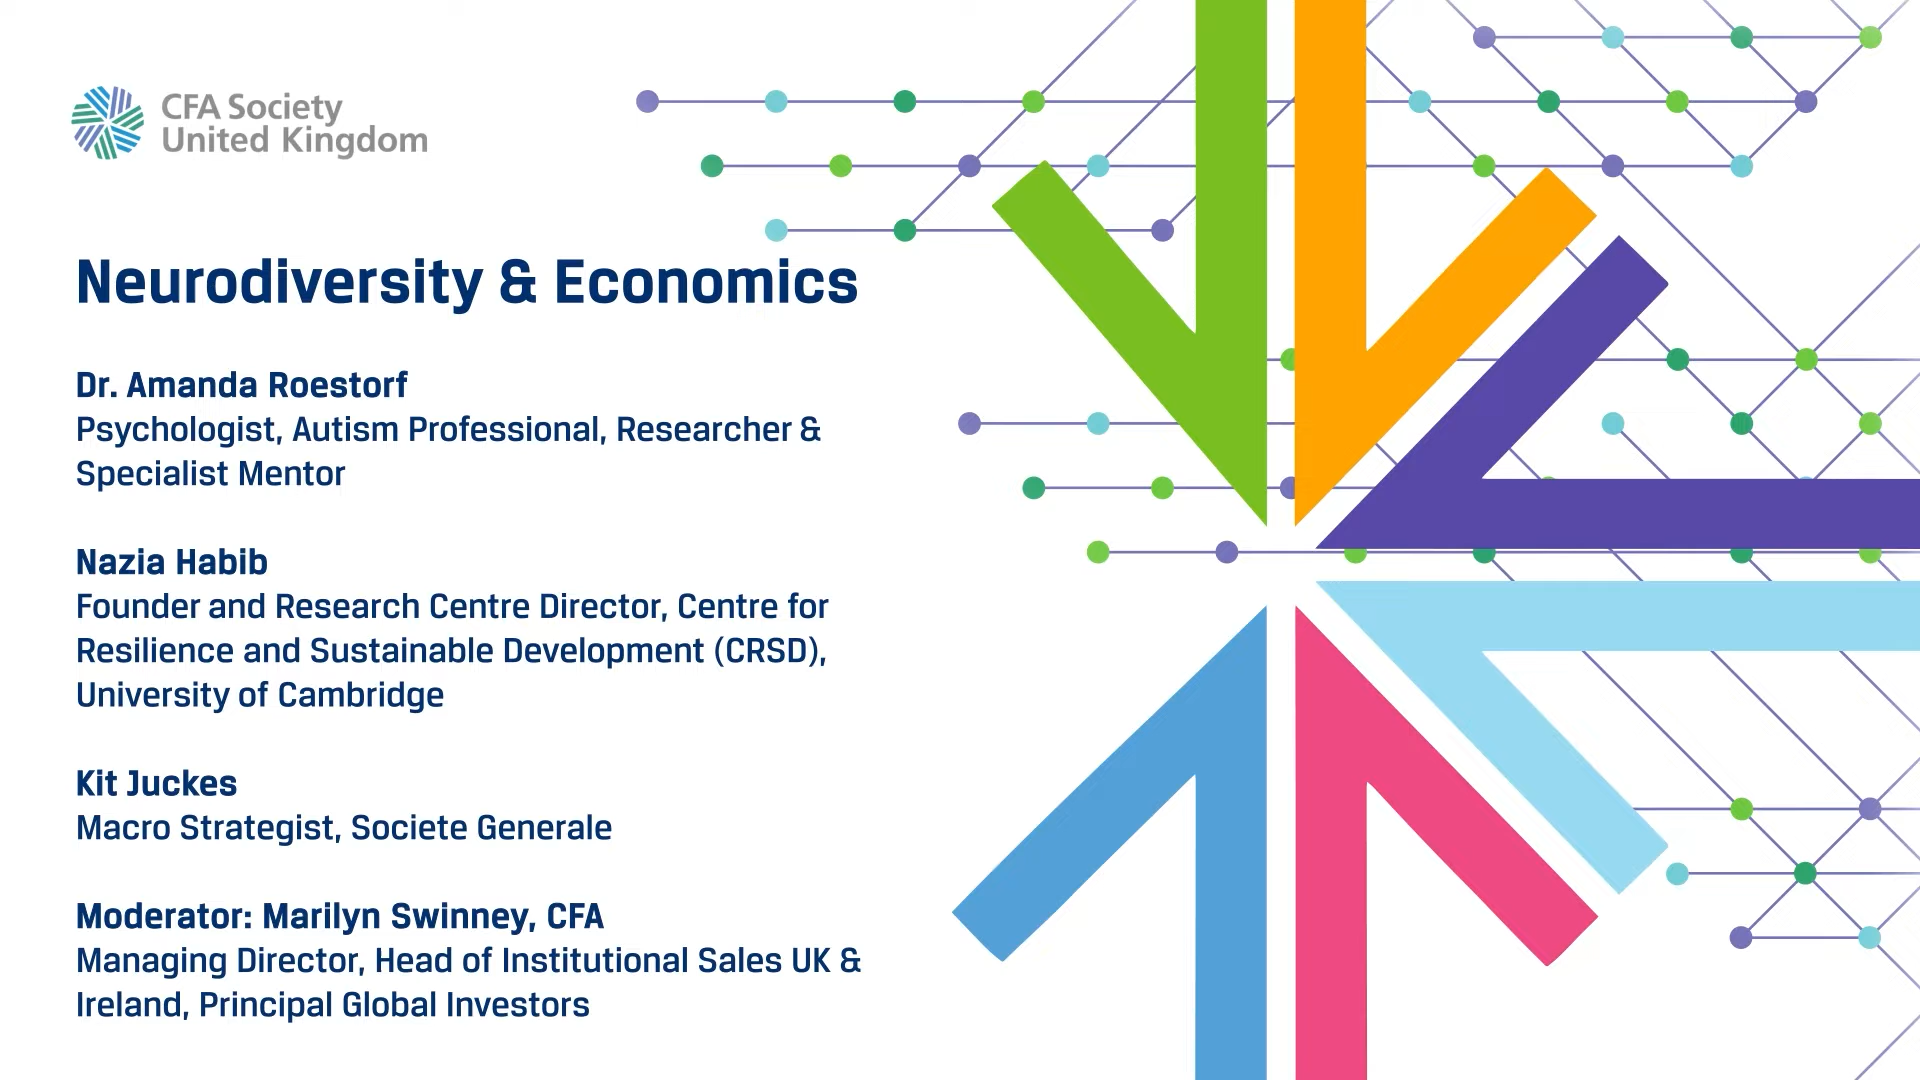 CFA Society
United Kingdom
Neurodiversity & Economics
Dr. Amanda Roestorf
Psychologist, Autism Professional, Researcher &
Specialist Mentor
Nazia Habib
Founder and Research Centre Director, Centre for
Resilience and Sustainable Development (CRSD),
University of Cambridge
Kit Juckes
Macro Strategist, Societe Generale
Moderator: Marilyn Swinney, CFA
Managing Director, Head of Institutional Sales UK &
Ireland, Principal Global Investors